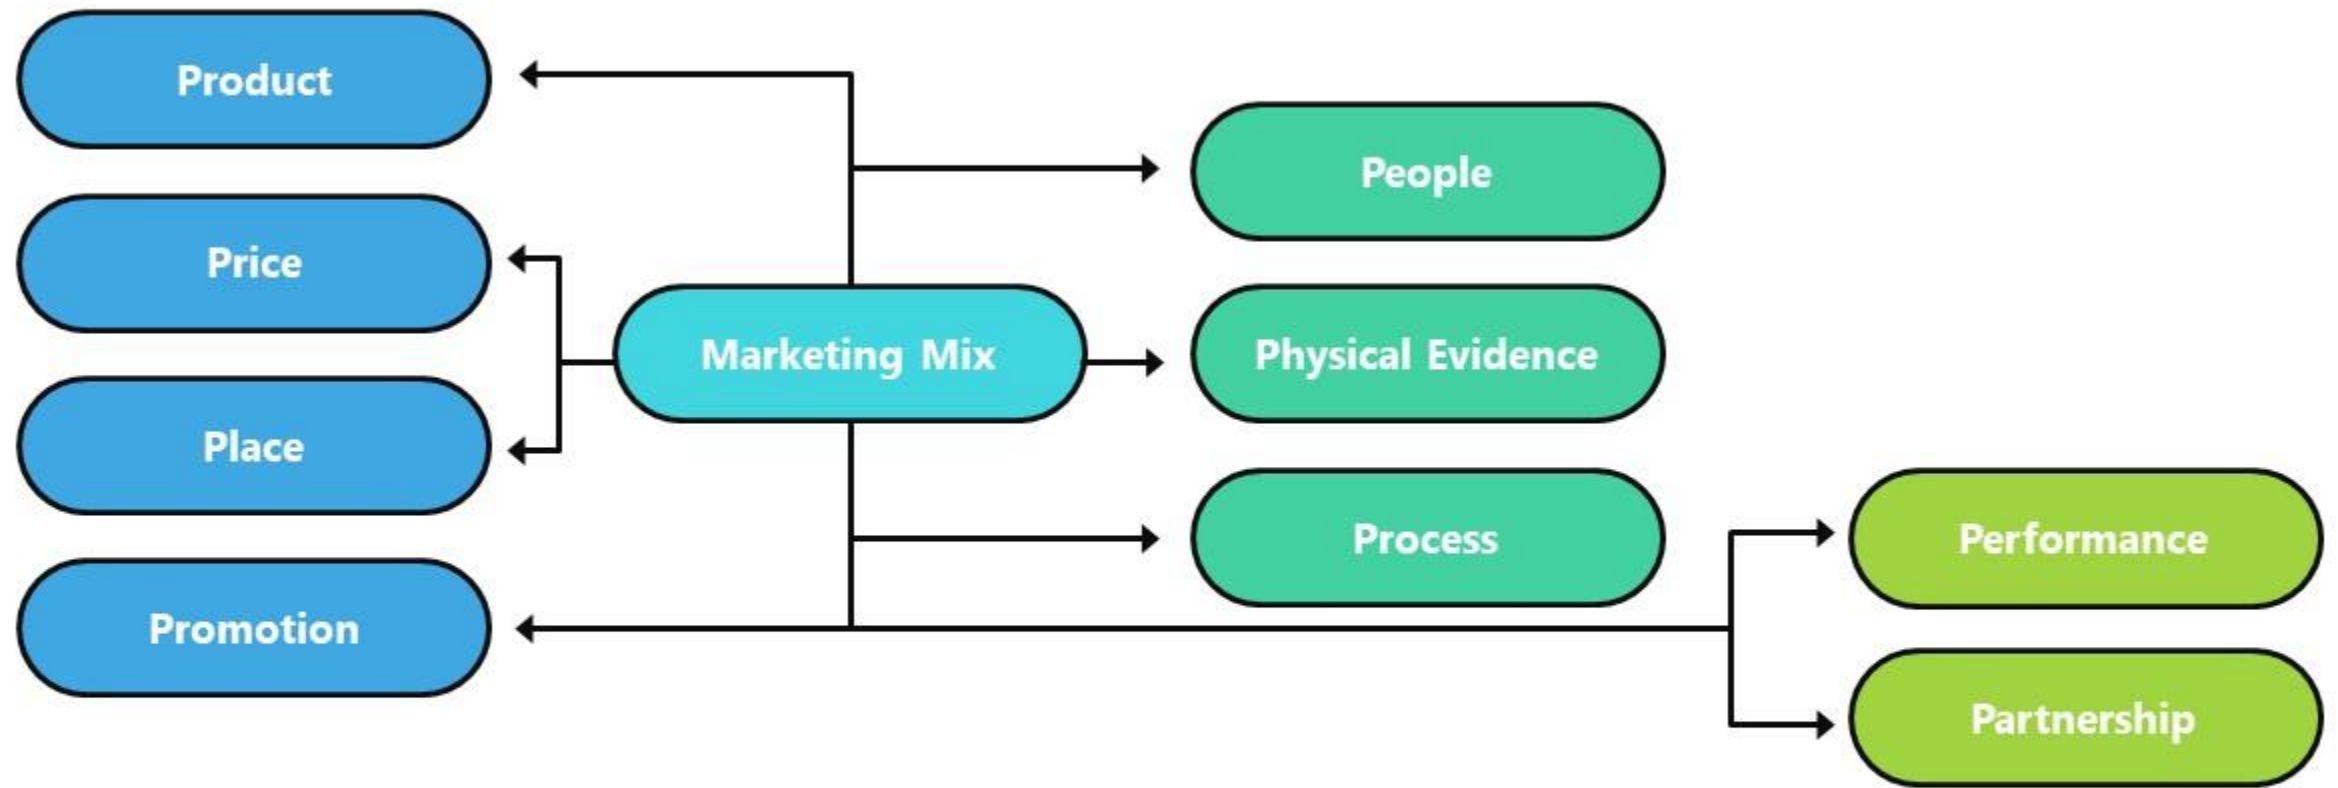 Product
Price
Place
Promotion
Marketing Mix
People
Physical Evidence
Process
Performance
Partnership